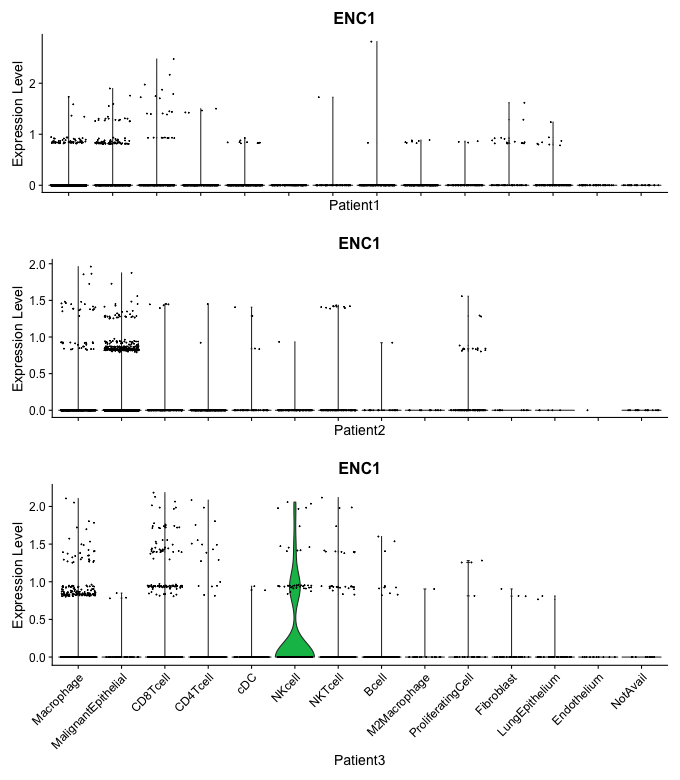 ENC1
Expression Level
2
1
0
Patient1
ENC1
Expression Level
2.0
1.5
1.0
0.5
0.0
Patient2
ENC1
Expression Level
2.0
1.5
1.0
0.5
0.0
Macrophage
MalignantEpithelial
CD8Tcell
CD4Tcell
cDC
NKcell
NKTcell
Bcell
M2Macrophage
ProliferatingCell
Fibroblast
LungEpithelium
Endothelium
NotAvail
Patient3